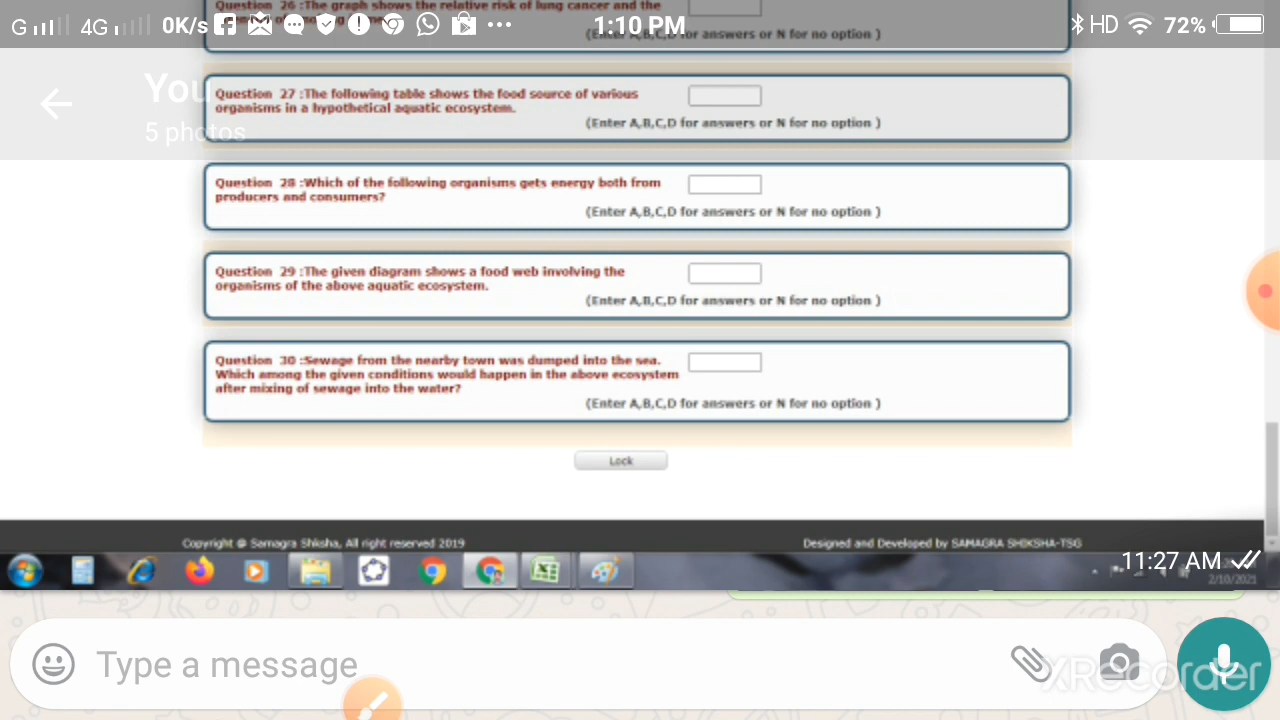 Question 26 :The graph shows the relative risk of lung cancer and the
G 4G 0K/s 1:10 PM HD 72%
(Enter A,B,C,D for answers or N for no option )
You
5 photos
Question 27 :The following table shows the food source of various
organisms in a hypothetical aquatic ecosystem.
(Enter A,B,C,D for answers or N for no option )
Question 28 :Which of the following organisms gets energy both from
producers and consumers?
(Enter A,B,C,D for answers or N for no option )
Question 29 :The given diagram shows a food web involving the
organisms of the above aquatic ecosystem.
(Enter A,B,C,D for answers or N for no option )
Question 30 :Sewage from the nearby town was dumped into the sea.
Which among the given conditions would happen in the above ecosystem
after mixing of sewage into the water?
(Enter A,B,C,D for answers or N for no option )
Lock
Copyright @ Samagra Shiksha, All right reserved 2019
Designed and Developed by SAMAGRA SHIKSHA-TSG
11:27 AM
2/10/2021
Type a message
XRecorder